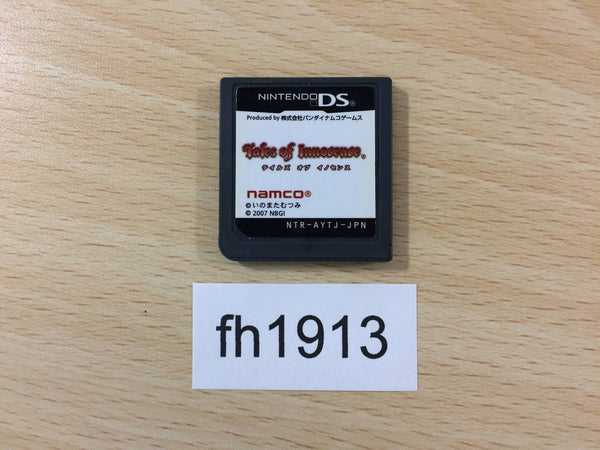 NINTENDO DS®
Produced by 株式会社バンダイナムコゲームス
Tales of Innocence®
テイルズ オブ イノセンス
namco®
©いのまたむつみ
© 2007 NBGI
NTR-AYTJ-JPN
fh1913